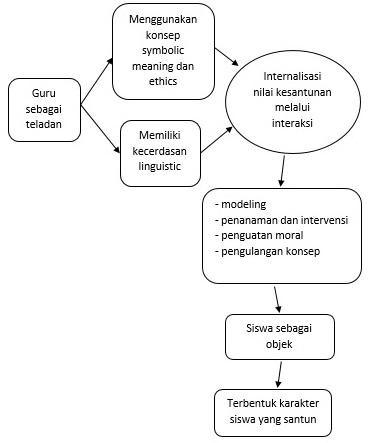 Guru
sebagai
teladan
Menggunakan
konsep
symbolic
meaning dan
ethics
Memiliki
kecerdasan
linguistic
Internalisasi
nilai kesantunan
melalui
interaksi
- modeling
- penanaman dan intervensi
- penguatan moral
- pengulangan konsep
Siswa sebagai
objek
Terbentuk karakter
siswa yang santun